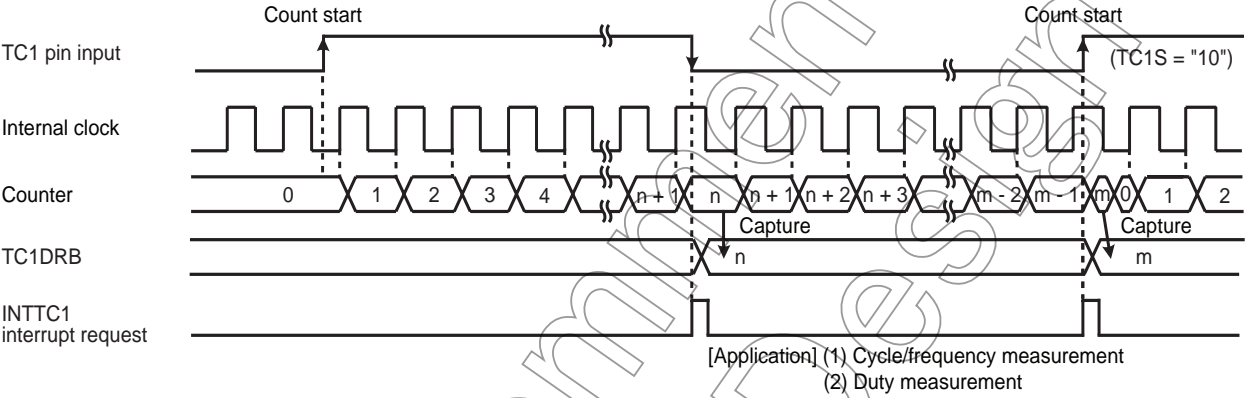 Count start Count start
TC1 pin input (TC1S = "10")
Internal clock
Counter 0 1 2 3 4 n + 1 n n + 1 n + 2 n + 3 m - 2 m - 1 m 0 1 2
Capture Capture
TC1DRB n m
INTTC1
interrupt request
[Application] (1) Cycle/frequency measurement
(2) Duty measurement